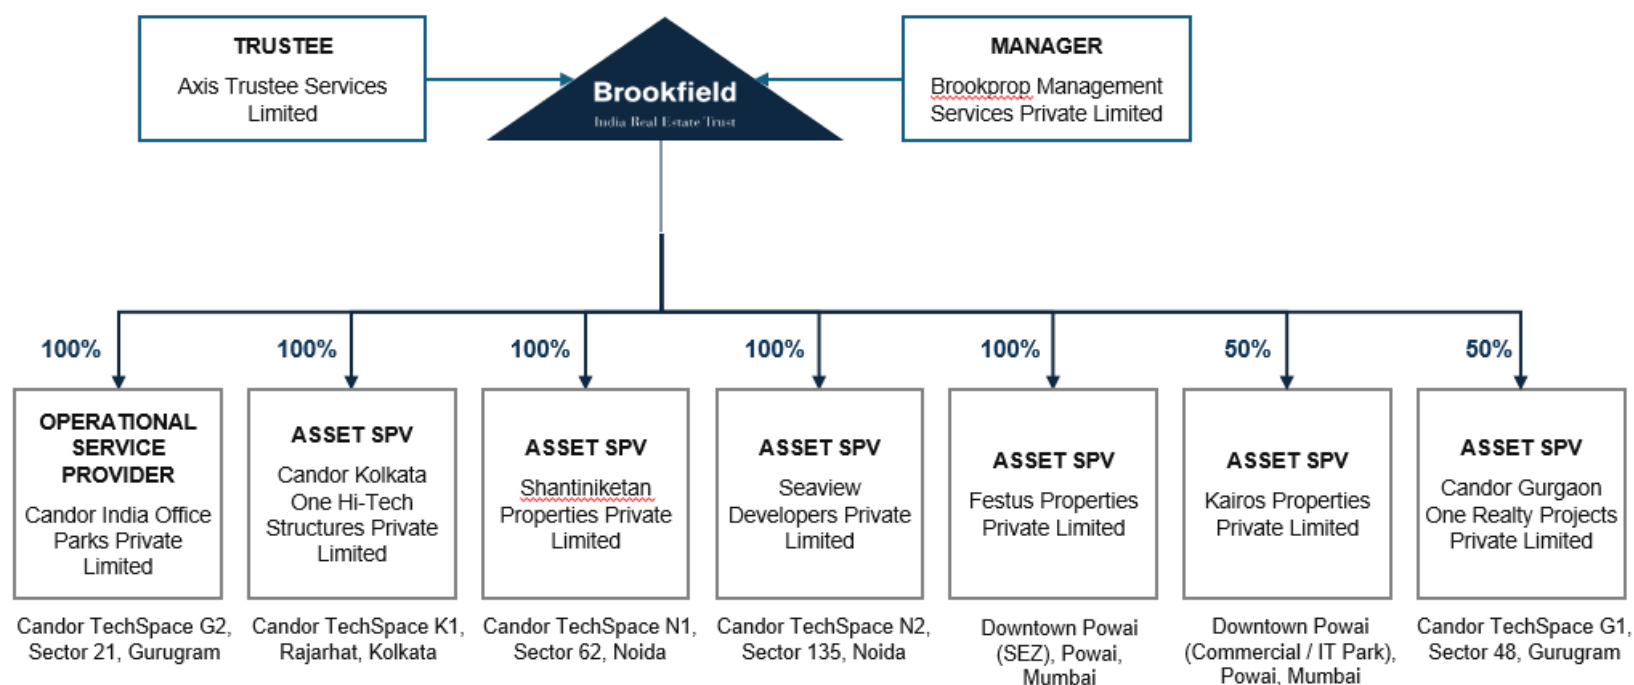 TRUSTEE
Axis Trustee Services
Limited
Brookfield
India Real Estate Trust
MANAGER
Brookprop Management
Services Private Limited
100%
100%
100%
100%
100%
50%
50%
OPERATIONAL
SERVICE
PROVIDER
Candor India Office
Parks Private
Limited
ASSET SPV
Candor Kolkata
One Hi-Tech
Structures Private
Limited
ASSET SPV
Shantiniketan
Properties Private
Limited
ASSET SPV
Seaview
Developers Private
Limited
ASSET SPV
Festus Properties
Private Limited
ASSET SPV
Kairos Properties
Private Limited
ASSET SPV
Candor Gurgaon
One Realty Projects
Private Limited
Candor TechSpace G2,
Sector 21, Gurugram
Candor TechSpace K1,
Rajarhat, Kolkata
Candor TechSpace N1,
Sector 62, Noida
Candor TechSpace N2,
Sector 135, Noida
Downtown Powai
(SEZ), Powai,
Mumbai
Downtown Powai
(Commercial / IT Park),
Powai, Mumbai
Candor TechSpace G1,
Sector 48, Gurugram